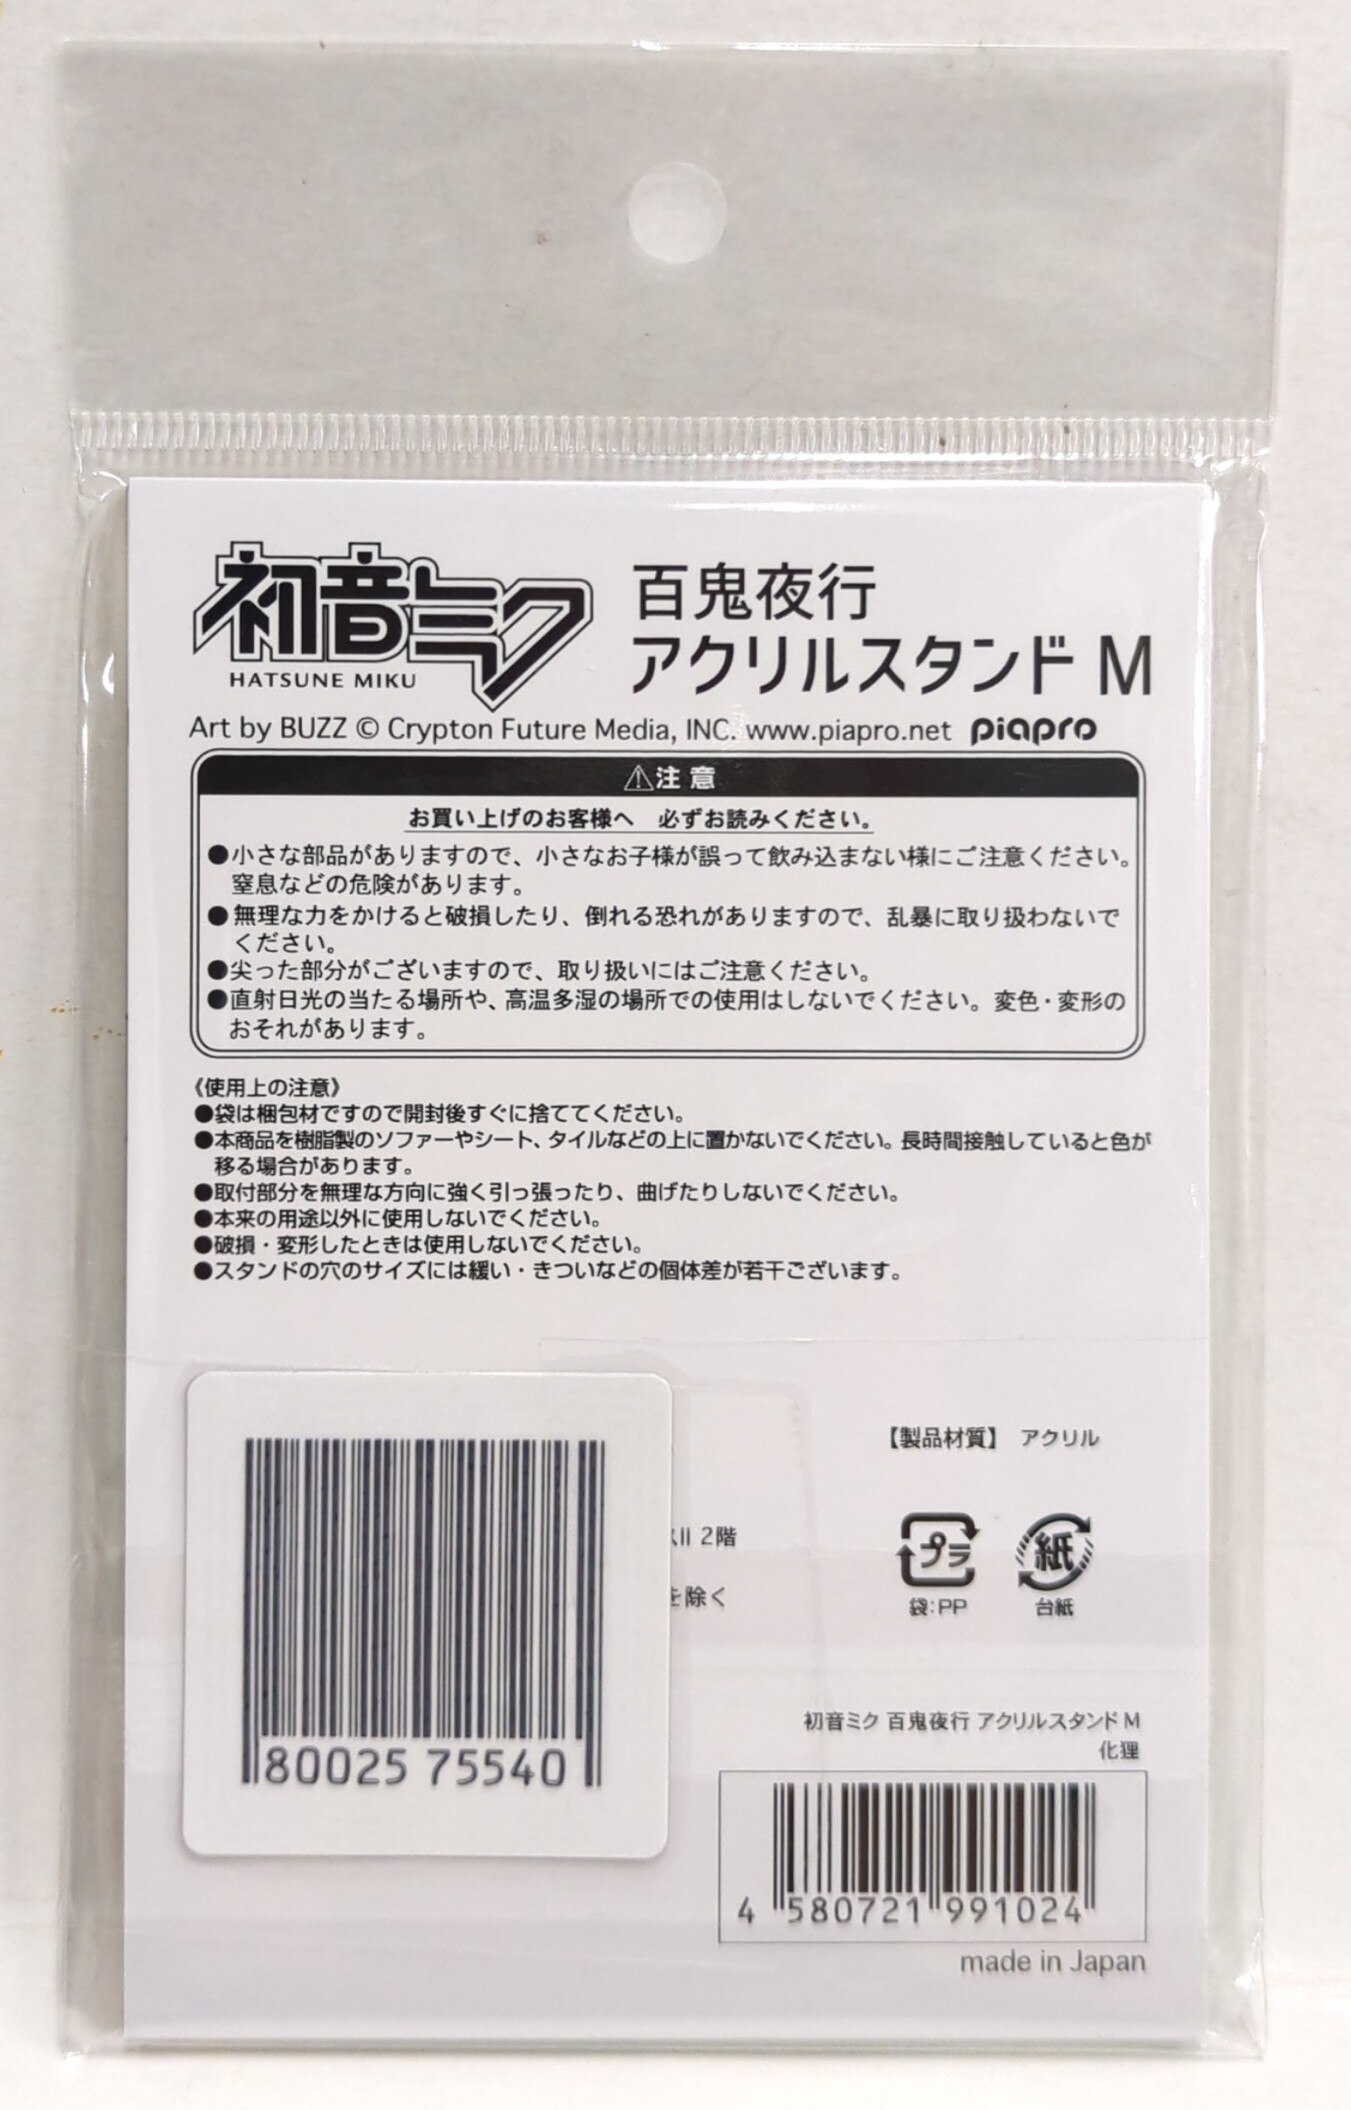 初音ミク
HATSUNE MIKU
百鬼夜行
アクリルスタンド M
Art by BUZZ © Crypton Future Media, INC. www.piapro.net piapro
⚠注意
お買い上げのお客様へ 必ずお読みください。
●小さな部品がありますので、小さなお子様が誤って飲み込まない様にご注意ください。
窒息などの危険があります。
●無理な力をかけると破損したり、倒れる恐れがありますので、乱暴に取り扱わないで
ください。
●尖った部分がございますので、取り扱いにはご注意ください。
●直射日光の当たる場所や、高温多湿の場所での使用はしないでください。変色・変形の
おそれがあります。
《使用上の注意》
●袋は梱包材ですので開封後すぐに捨ててください。
●本商品を樹脂製のソファーやシート、タイルなどの上に置かないでください。長時間接触していると色が
移る場合があります。
●取付部分を無理な方向に強く引っ張ったり、曲げたりしないでください。
●本来の用途以外に使用しないでください。
●破損・変形したときは使用しないでください。
●スタンドの穴のサイズには緩い・きついなどの個体差が若干ございます。
【製品材質】 アクリル
II 2階
を除く
プラ
袋:PP
紙
台紙
80025 75540
初音ミク 百鬼夜行 アクリルスタンド M
化狸
4 580721 991024
made in Japan